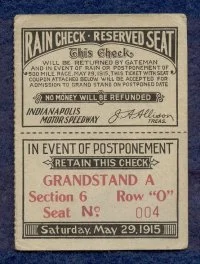 RAIN CHECK - RESERVED SEAT
This Check
WILL BE RETURNED BY GATEMAN
AND IN EVENT OF RAIN OR POSTPONEMENT OF
500 MILE RACE, MAY 29, 1915, THIS TICKET WITH SEAT
COUPON ATTACHED BELOW WILL BE ACCEPTED FOR
ADMISSION TO GRAND STAND ON POSTPONED DATE
NO MONEY WILL BE REFUNDED
INDIANAPOLIS
MOTOR SPEEDWAY
J. A. Allison
TREAS.
IN EVENT OF POSTPONEMENT
RETAIN THIS CHECK
GRANDSTAND A
Section 6 Row "O"
Seat No 004
Saturday, May 29, 1915